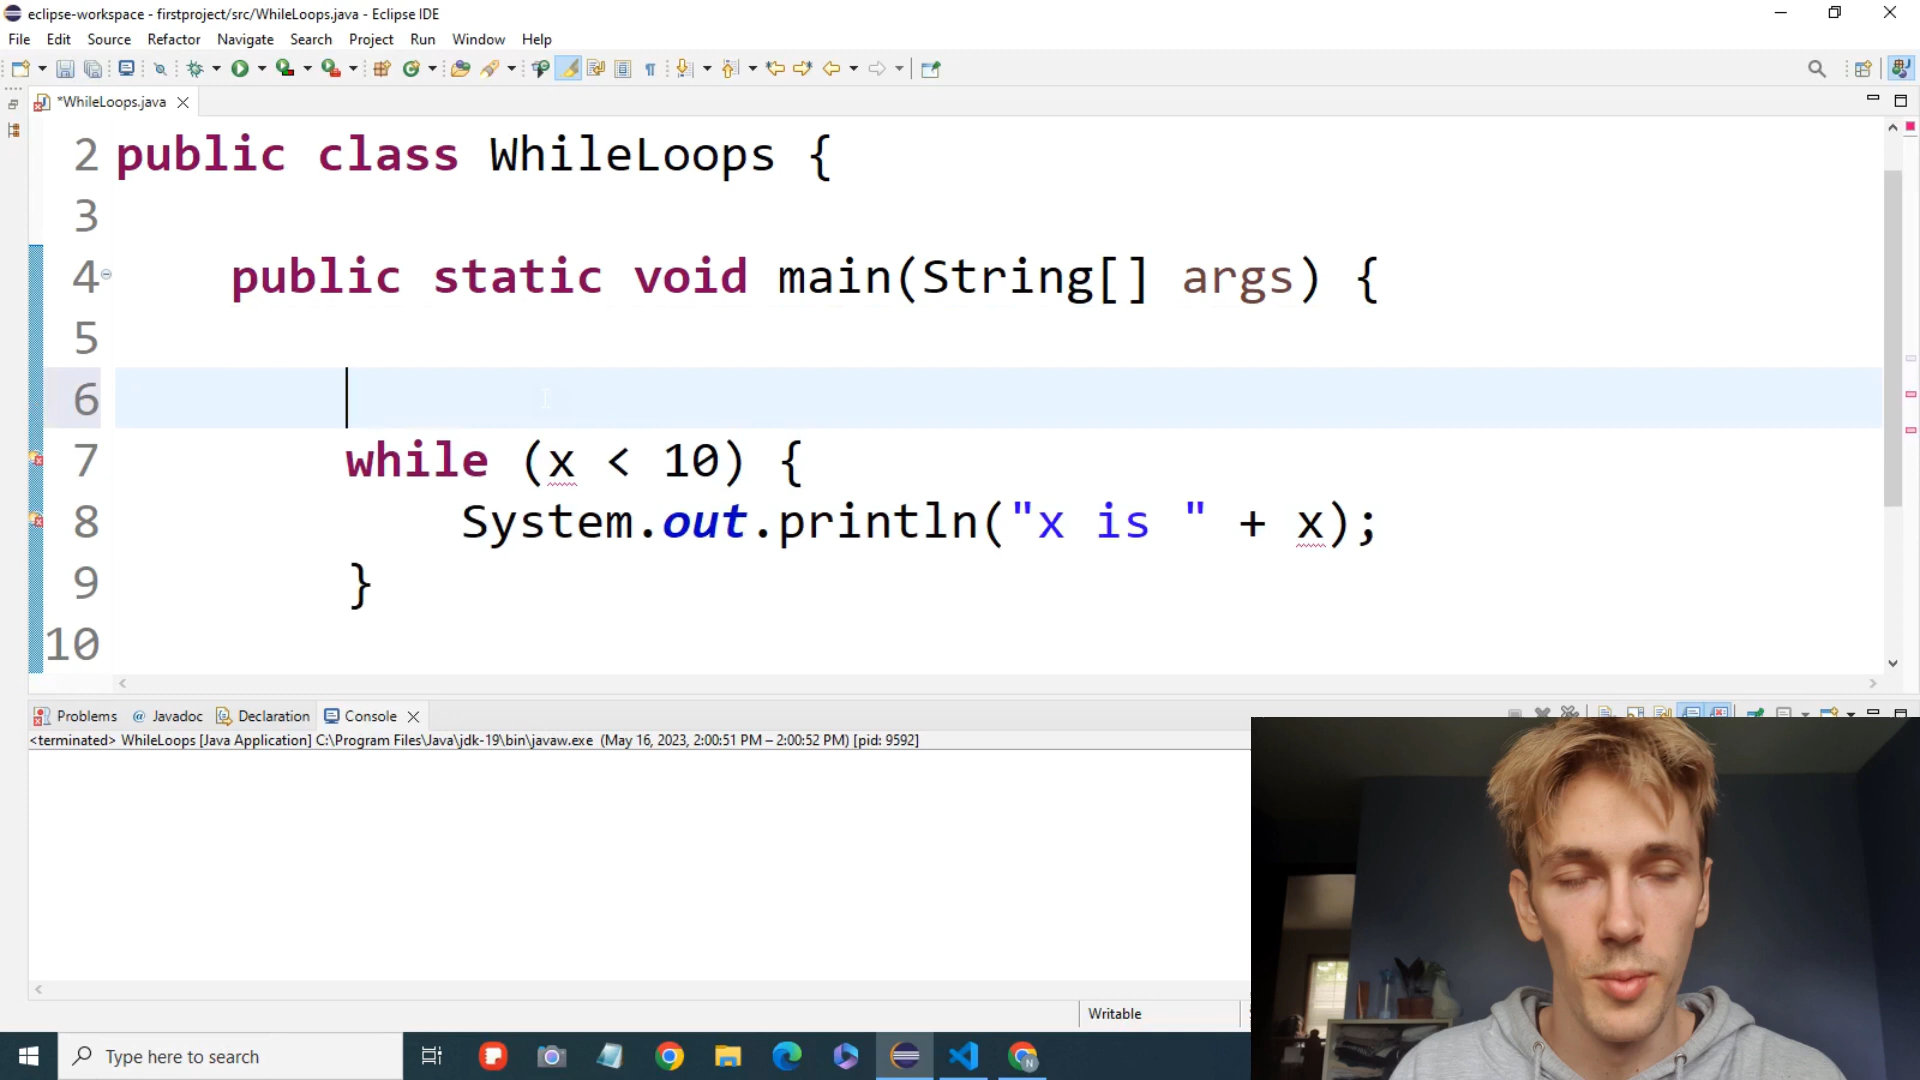 eclipse-workspace - firstproject/src/WhileLoops.java - Eclipse IDE
File Edit Source Refactor Navigate Search Project Run Window Help
*WhileLoops.java
2 public class WhileLoops {
3
4 public static void main(String[] args) {
5
6
7 while (x < 10) {
8 System.out.println("x is " + x);
9 }
10
Problems @ Javadoc Declaration Console
<terminated> WhileLoops [Java Application] C:\Program Files\Java\jdk-19\bin\javaw.exe (May 16, 2023, 2:00:51 PM – 2:00:52 PM) [pid: 9592]
Writable
Type here to search